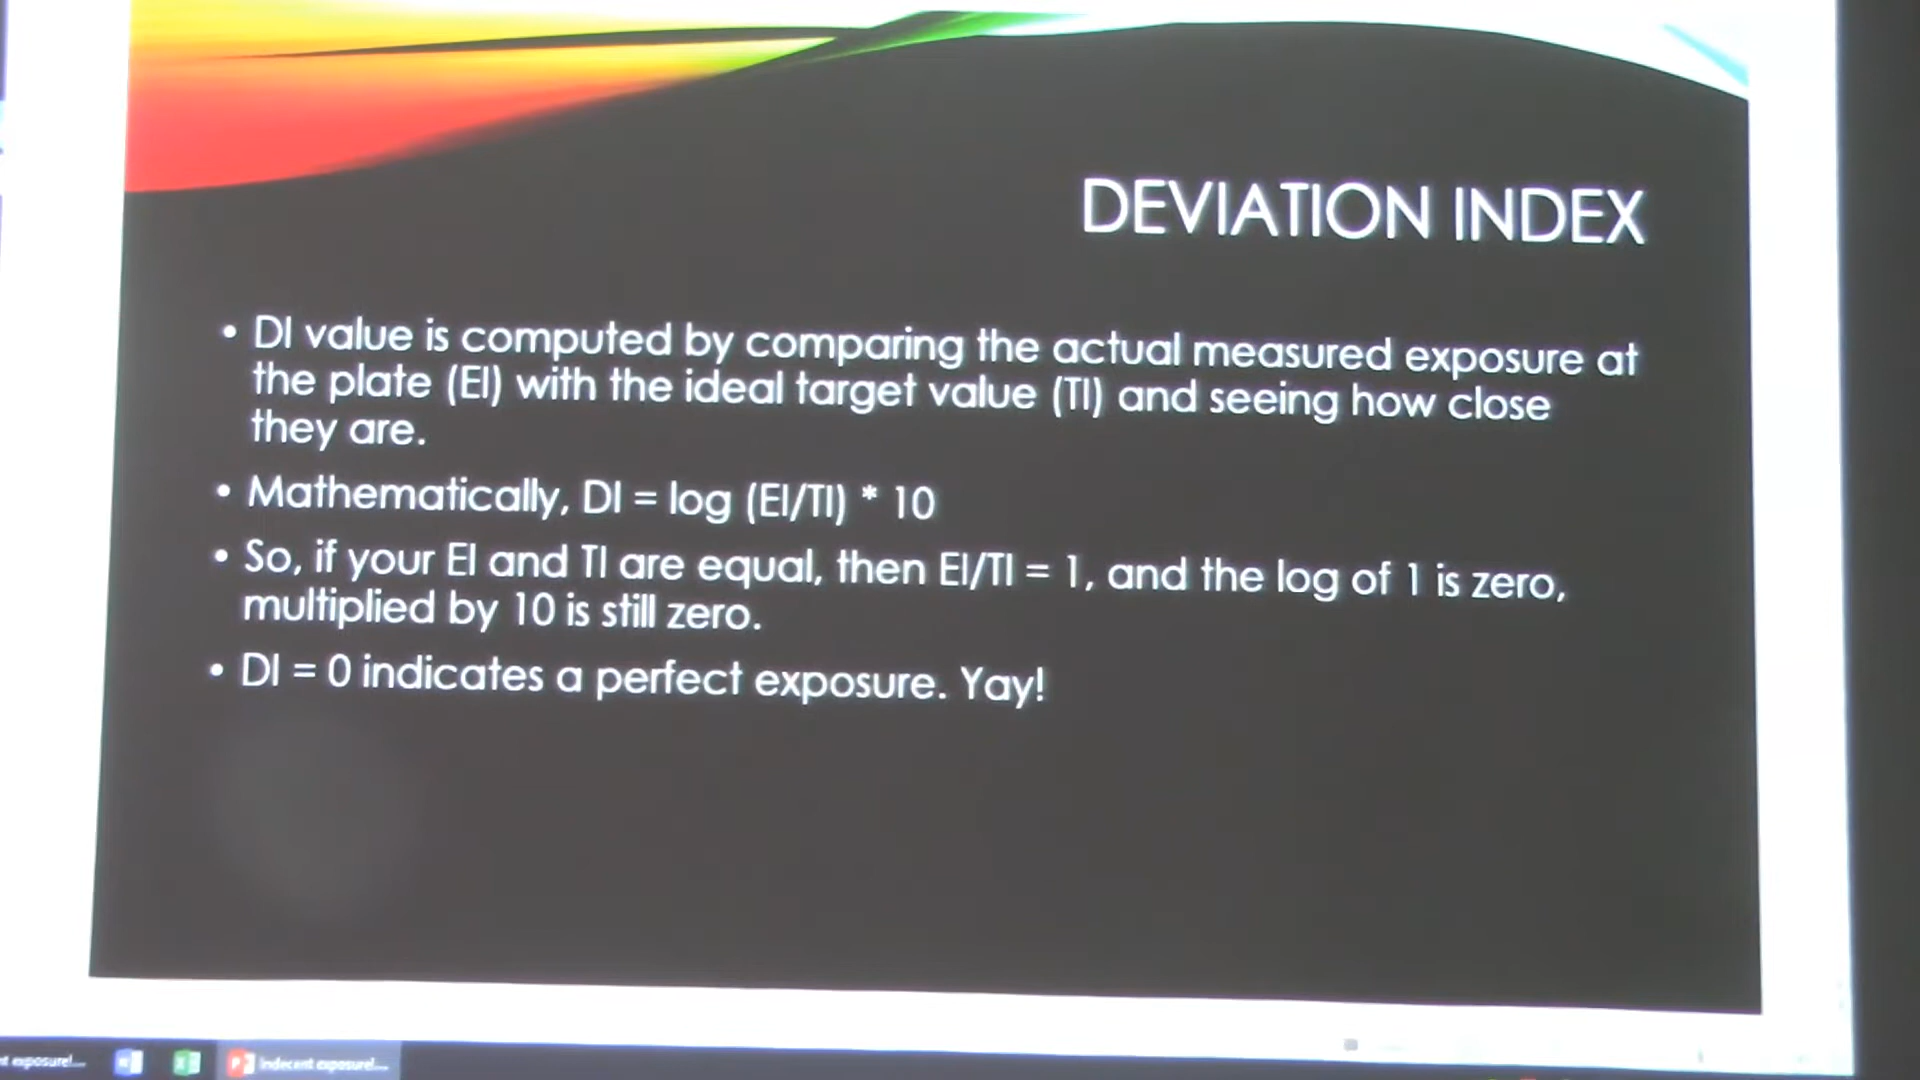 DEVIATION INDEX
• DI value is computed by comparing the actual measured exposure at
the plate (EI) with the ideal target value (TI) and seeing how close
they are.
• Mathematically, DI = log (EI/TI) * 10
• So, if your EI and TI are equal, then EI/TI = 1, and the log of 1 is zero,
multiplied by 10 is still zero.
• DI = 0 indicates a perfect exposure. Yay!
exposure!... Indecent exposure!...